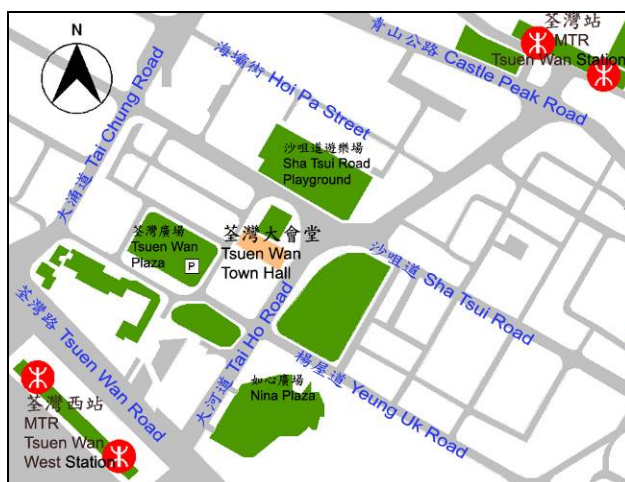 N
青山公路 Castle Peak Road
荃灣站
MTR
Tsuen Wan Station
海壩街 Hoi Pa Street
大涌道 Tai Chung Road
沙咀道遊樂場
Sha Tsui Road
Playground
荃灣廣場
Tsuen Wan
Plaza
P
荃灣大會堂
Tsuen Wan
Town Hall
沙咀道 Sha Tsui Road
荃灣路 Tsuen Wan Road
大河道 Tai Ho Road
楊屋道 Yeung Uk Road
如心廣場
Nina Plaza
荃灣西站
MTR
Tsuen Wan
West Station